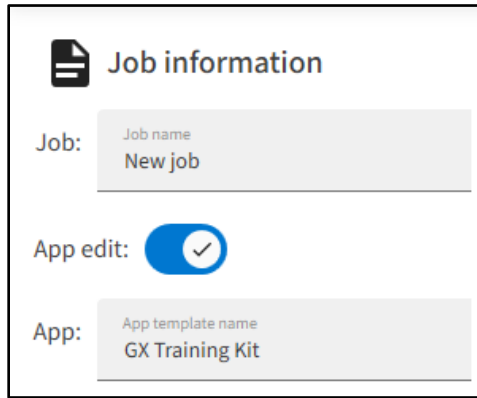 Job information
Job:
Job name
New job
App edit:
App:
App template name
GX Training Kit